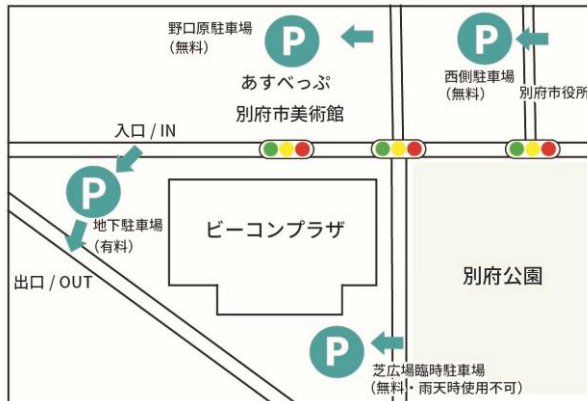 野口原駐車場
（無料）
P
あすべっぷ
別府市美術館
P
西側駐車場
（無料）
別府市役所
入口 / IN
P
地下駐車場
（有料）
出口 / OUT
ビーコンプラザ
別府公園
P
芝広場臨時駐車場
（無料・雨天時使用不可）